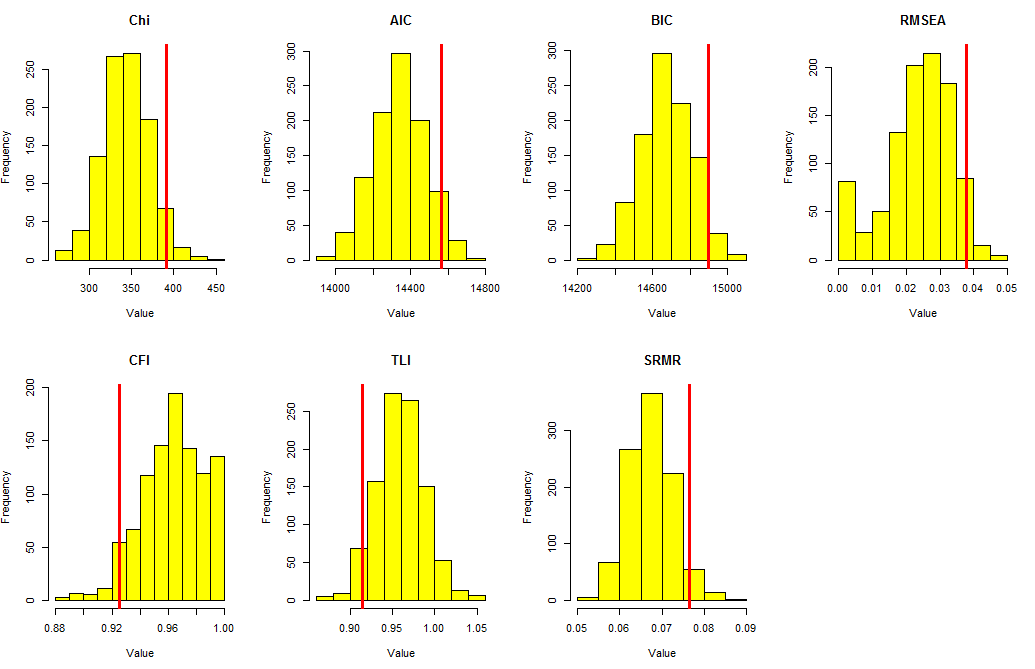 Chi
Frequency
0 50 100 150 200 250
300 350 400 450
Value
AIC
Frequency
0 50 100 150 200 250 300
14000 14400 14800
Value
BIC
Frequency
0 50 100 150 200 250 300
14200 14600 15000
Value
RMSEA
Frequency
0 50 100 150 200
0.00 0.01 0.02 0.03 0.04 0.05
Value
CFI
Frequency
0 50 100 150 200
0.88 0.92 0.96 1.00
Value
TLI
Frequency
0 50 100 150 200 250
0.90 0.95 1.00 1.05
Value
SRMR
Frequency
0 100 200 300
0.05 0.06 0.07 0.08 0.09
Value